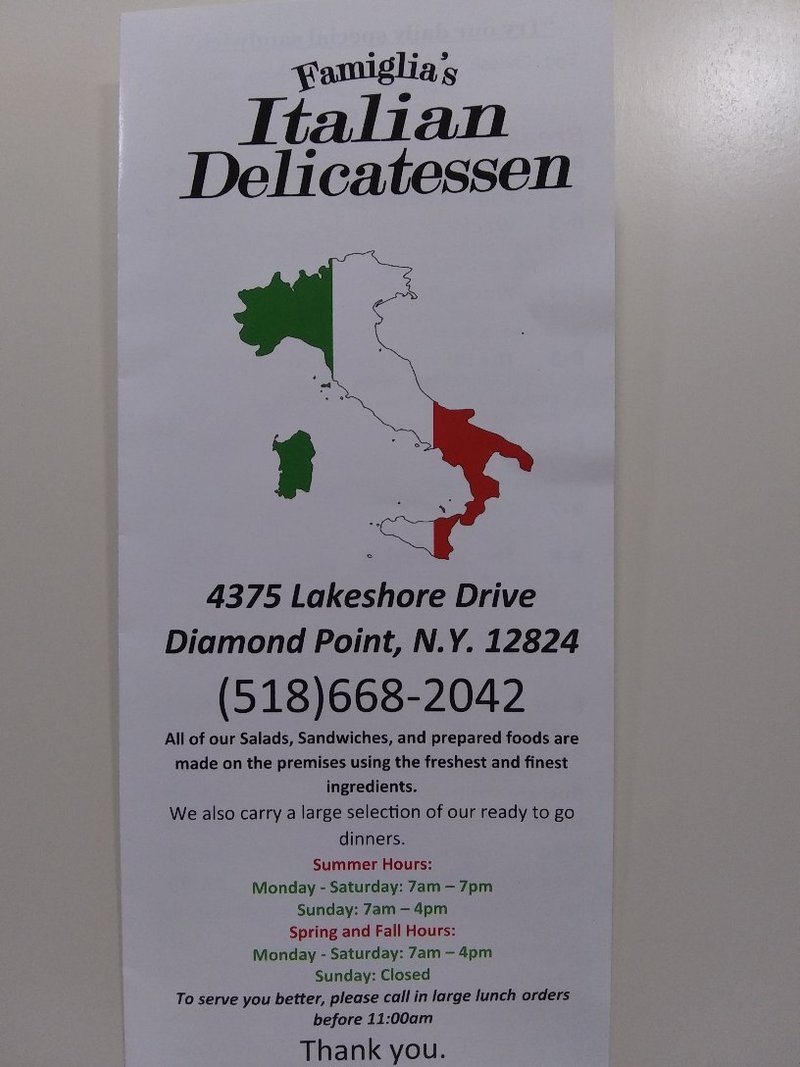 Famiglia's
Italian
Delicatessen
4375 Lakeshore Drive
Diamond Point, N.Y. 12824
(518)668-2042
All of our Salads, Sandwiches, and prepared foods are
made on the premises using the freshest and finest
ingredients.
We also carry a large selection of our ready to go
dinners.
Summer Hours:
Monday - Saturday: 7am – 7pm
Sunday: 7am – 4pm
Spring and Fall Hours:
Monday - Saturday: 7am – 4pm
Sunday: Closed
To serve you better, please call in large lunch orders
before 11:00am
Thank you.